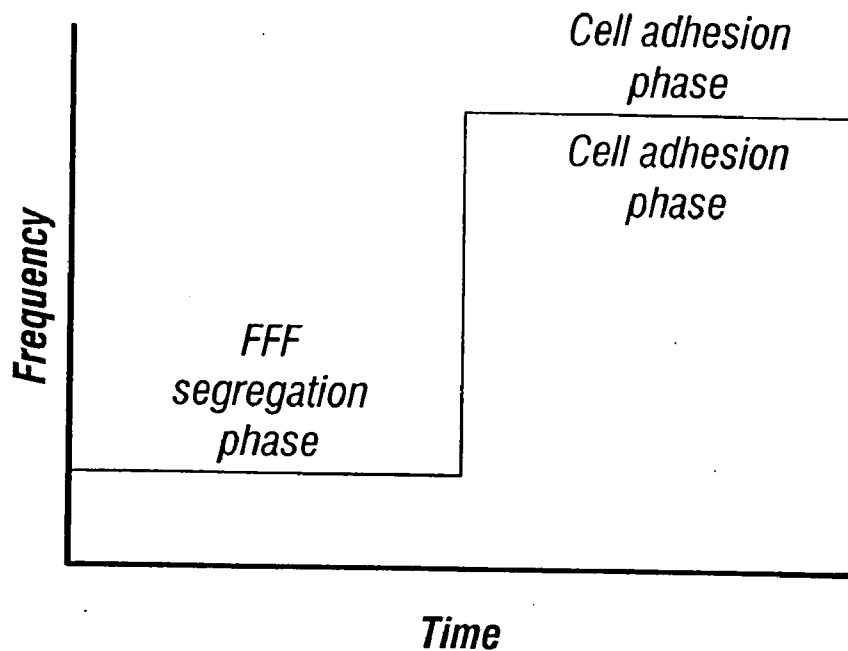 Cell adhesion
phase
Cell adhesion
phase
Frequency
FFF
segregation
phase
Time